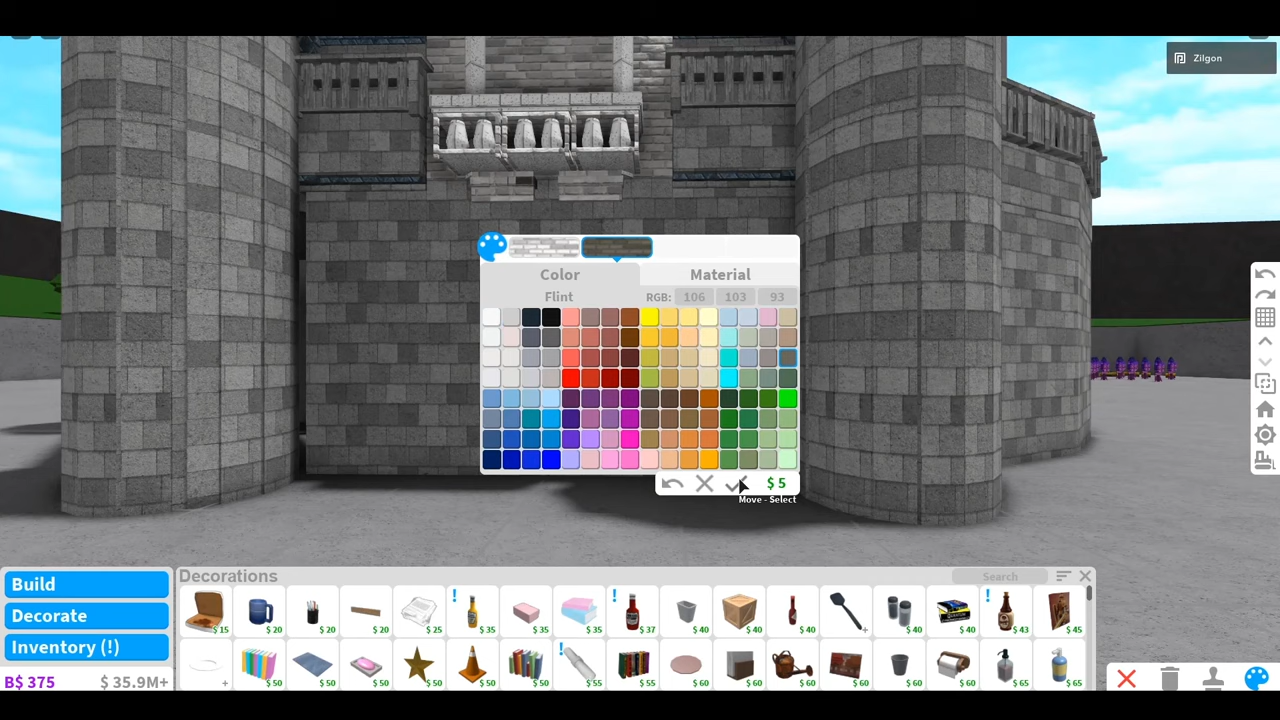 Zilgon
Color
Material
Flint
RGB:
106
103
93
$ 5
Move - Select
Build
Decorate
Inventory (!)
B$ 375
$ 35.9M+
Decorations
Search
$ 15
$ 20
$ 20
$ 20
$ 25
! $ 35
$ 35
$ 35
! $ 37
$ 40
$ 40
$ 40
+
$ 40
$ 40
! $ 43
$ 45
+
$ 50
$ 50
$ 50
$ 50
$ 50
$ 50
! $ 55
$ 55
$ 60
$ 60
$ 60
$ 60
$ 60
$ 60
$ 65
$ 65